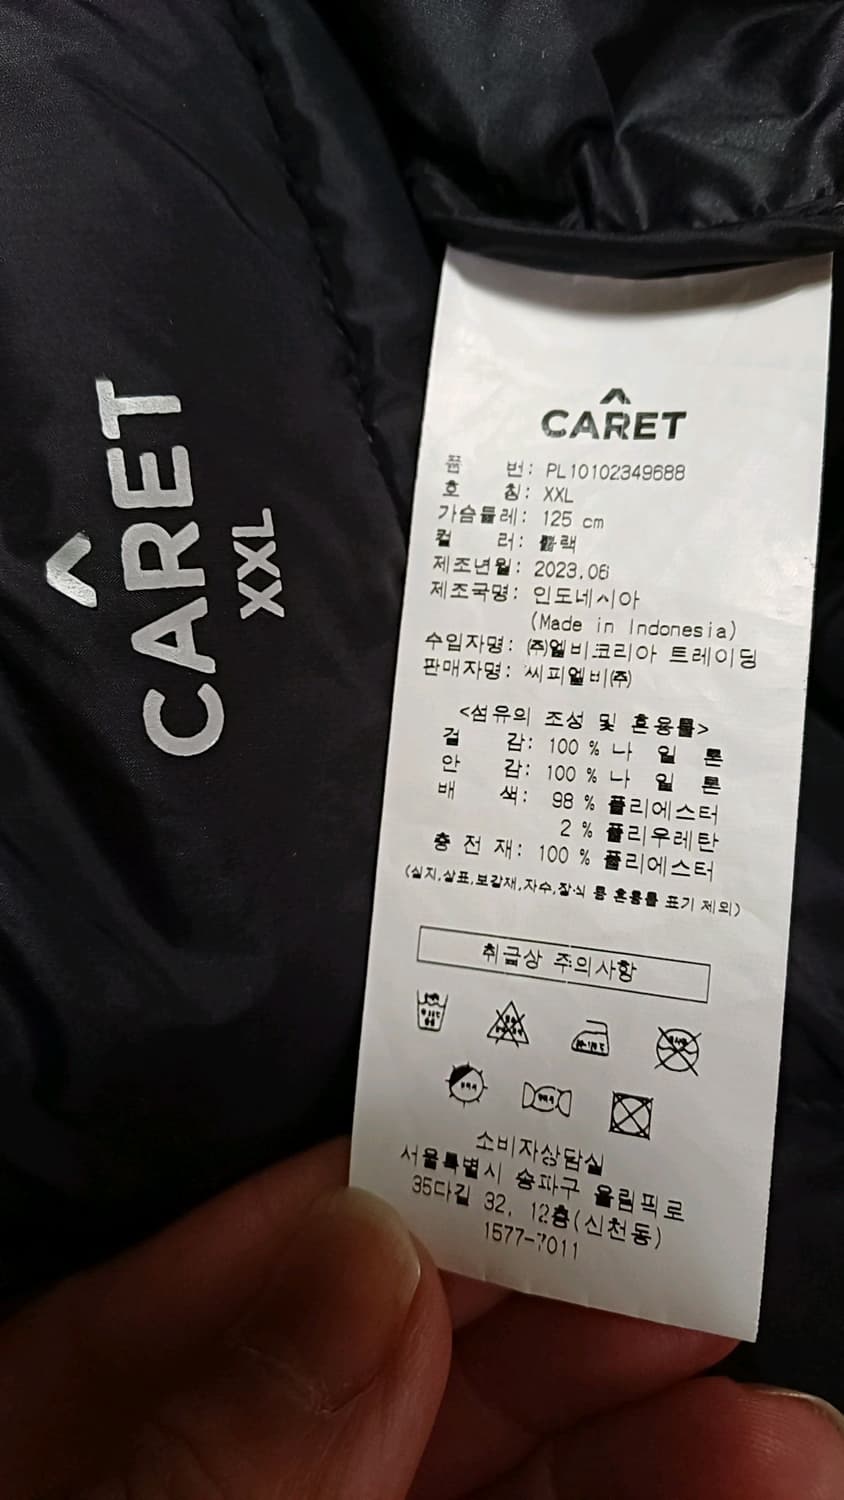 CARET
XXL
CARET
품 번: PL10102349688
호 칭: XXL
가슴둘레: 125 cm
컬 러: 블랙
제조년월: 2023.06
제조국명: 인도네시아
(Made in Indonesia)
수입자명: ㈜엘비코리아 트레이딩
판매자명: 씨피엘비㈜
<섬유의 조성 및 혼용률>
겉 감: 100 % 나 일 론
안 감: 100 % 나 일 론
배 색: 98 % 폴리에스터
2 % 폴리우레탄
충 전 재: 100 % 폴리에스터
(심지,상표,보강재,자수,장식 등 혼용률 표기 제외)
취급상 주의사항
소비자상담실
서울특별시 송파구 올림픽로
35다길 32, 12층(신천동)
1577-7011